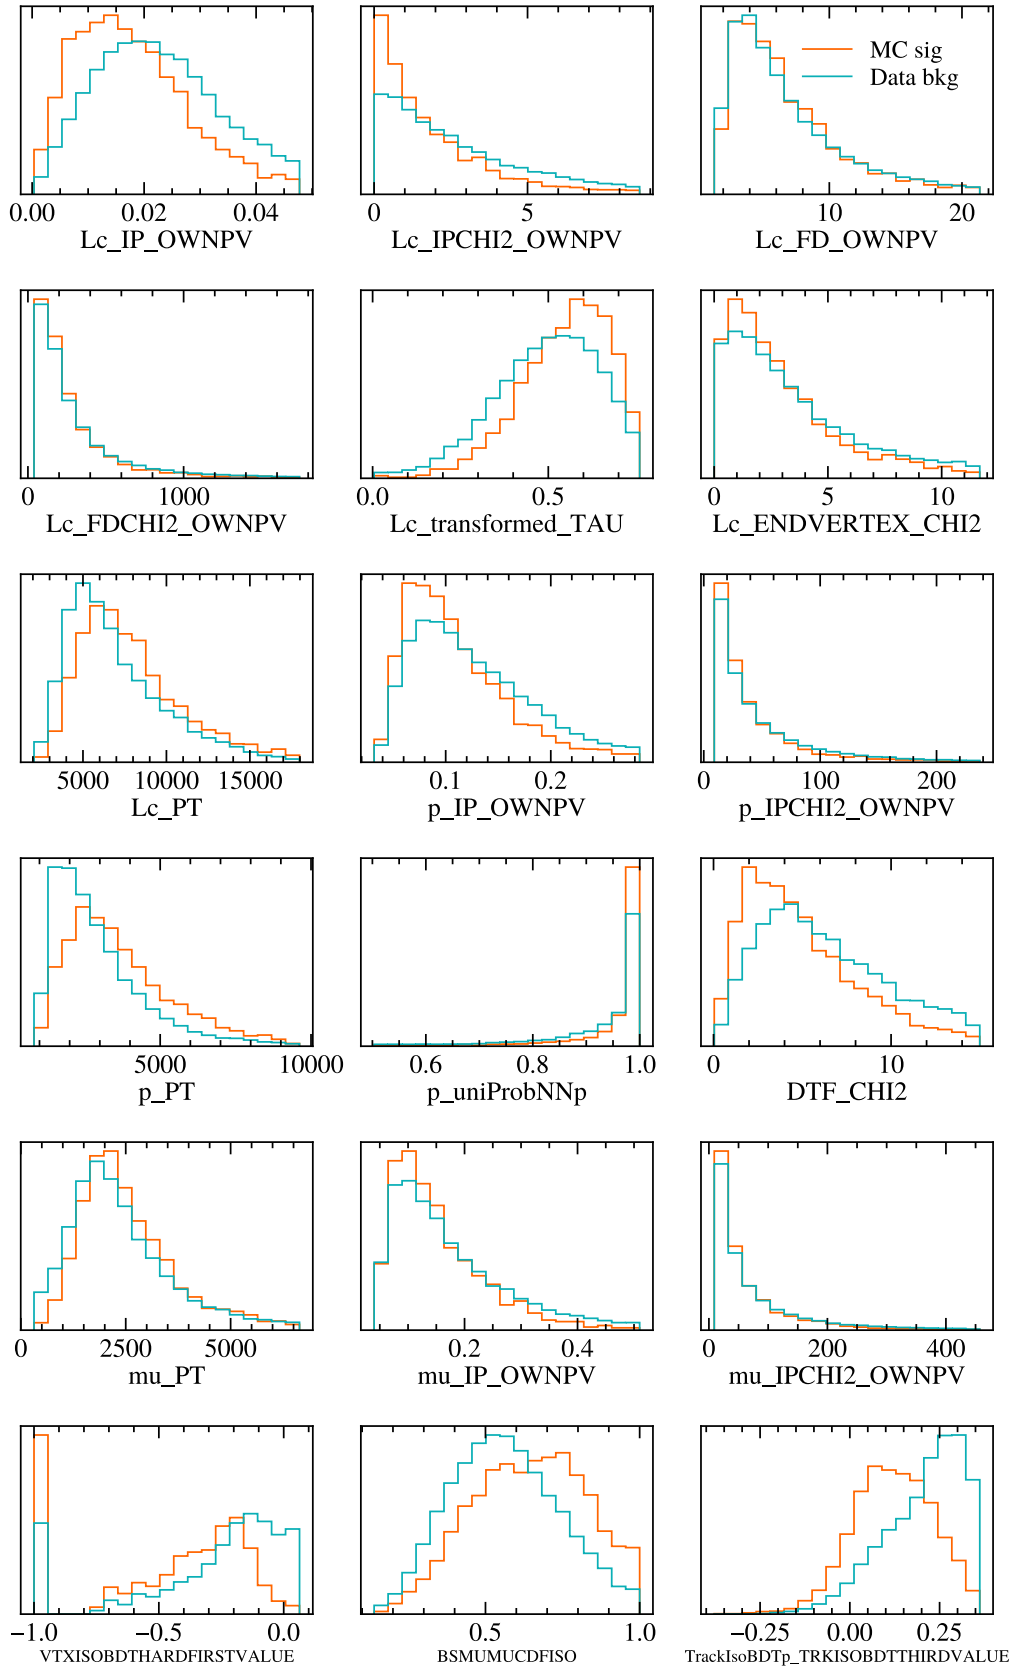 MC sig
Data bkg
0.00 0.02 0.04
Lc_IP_OWNPV
0 5
Lc_IPCHI2_OWNPV
10 20
Lc_FD_OWNPV
0 1000
Lc_FDCHI2_OWNPV
0.0 0.5
Lc_transformed_TAU
0 5 10
Lc_ENDVERTEX_CHI2
5000 10000 15000
Lc_PT
0.1 0.2
p_IP_OWNPV
0 100 200
p_IPCHI2_OWNPV
5000 10000
p_PT
0.6 0.8 1.0
p_uniProbNNp
0 10
DTF_CHI2
0 2500 5000
mu_PT
0.2 0.4
mu_IP_OWNPV
0 200 400
mu_IPCHI2_OWNPV
−1.0 −0.5 0.0
VTXISOBDTHARDFIRSTVALUE
0.5 1.0
BSMUMUCDFISO
−0.25 0.00 0.25
TrackIsoBDTp_TRKISOBDTTHIRDVALUE